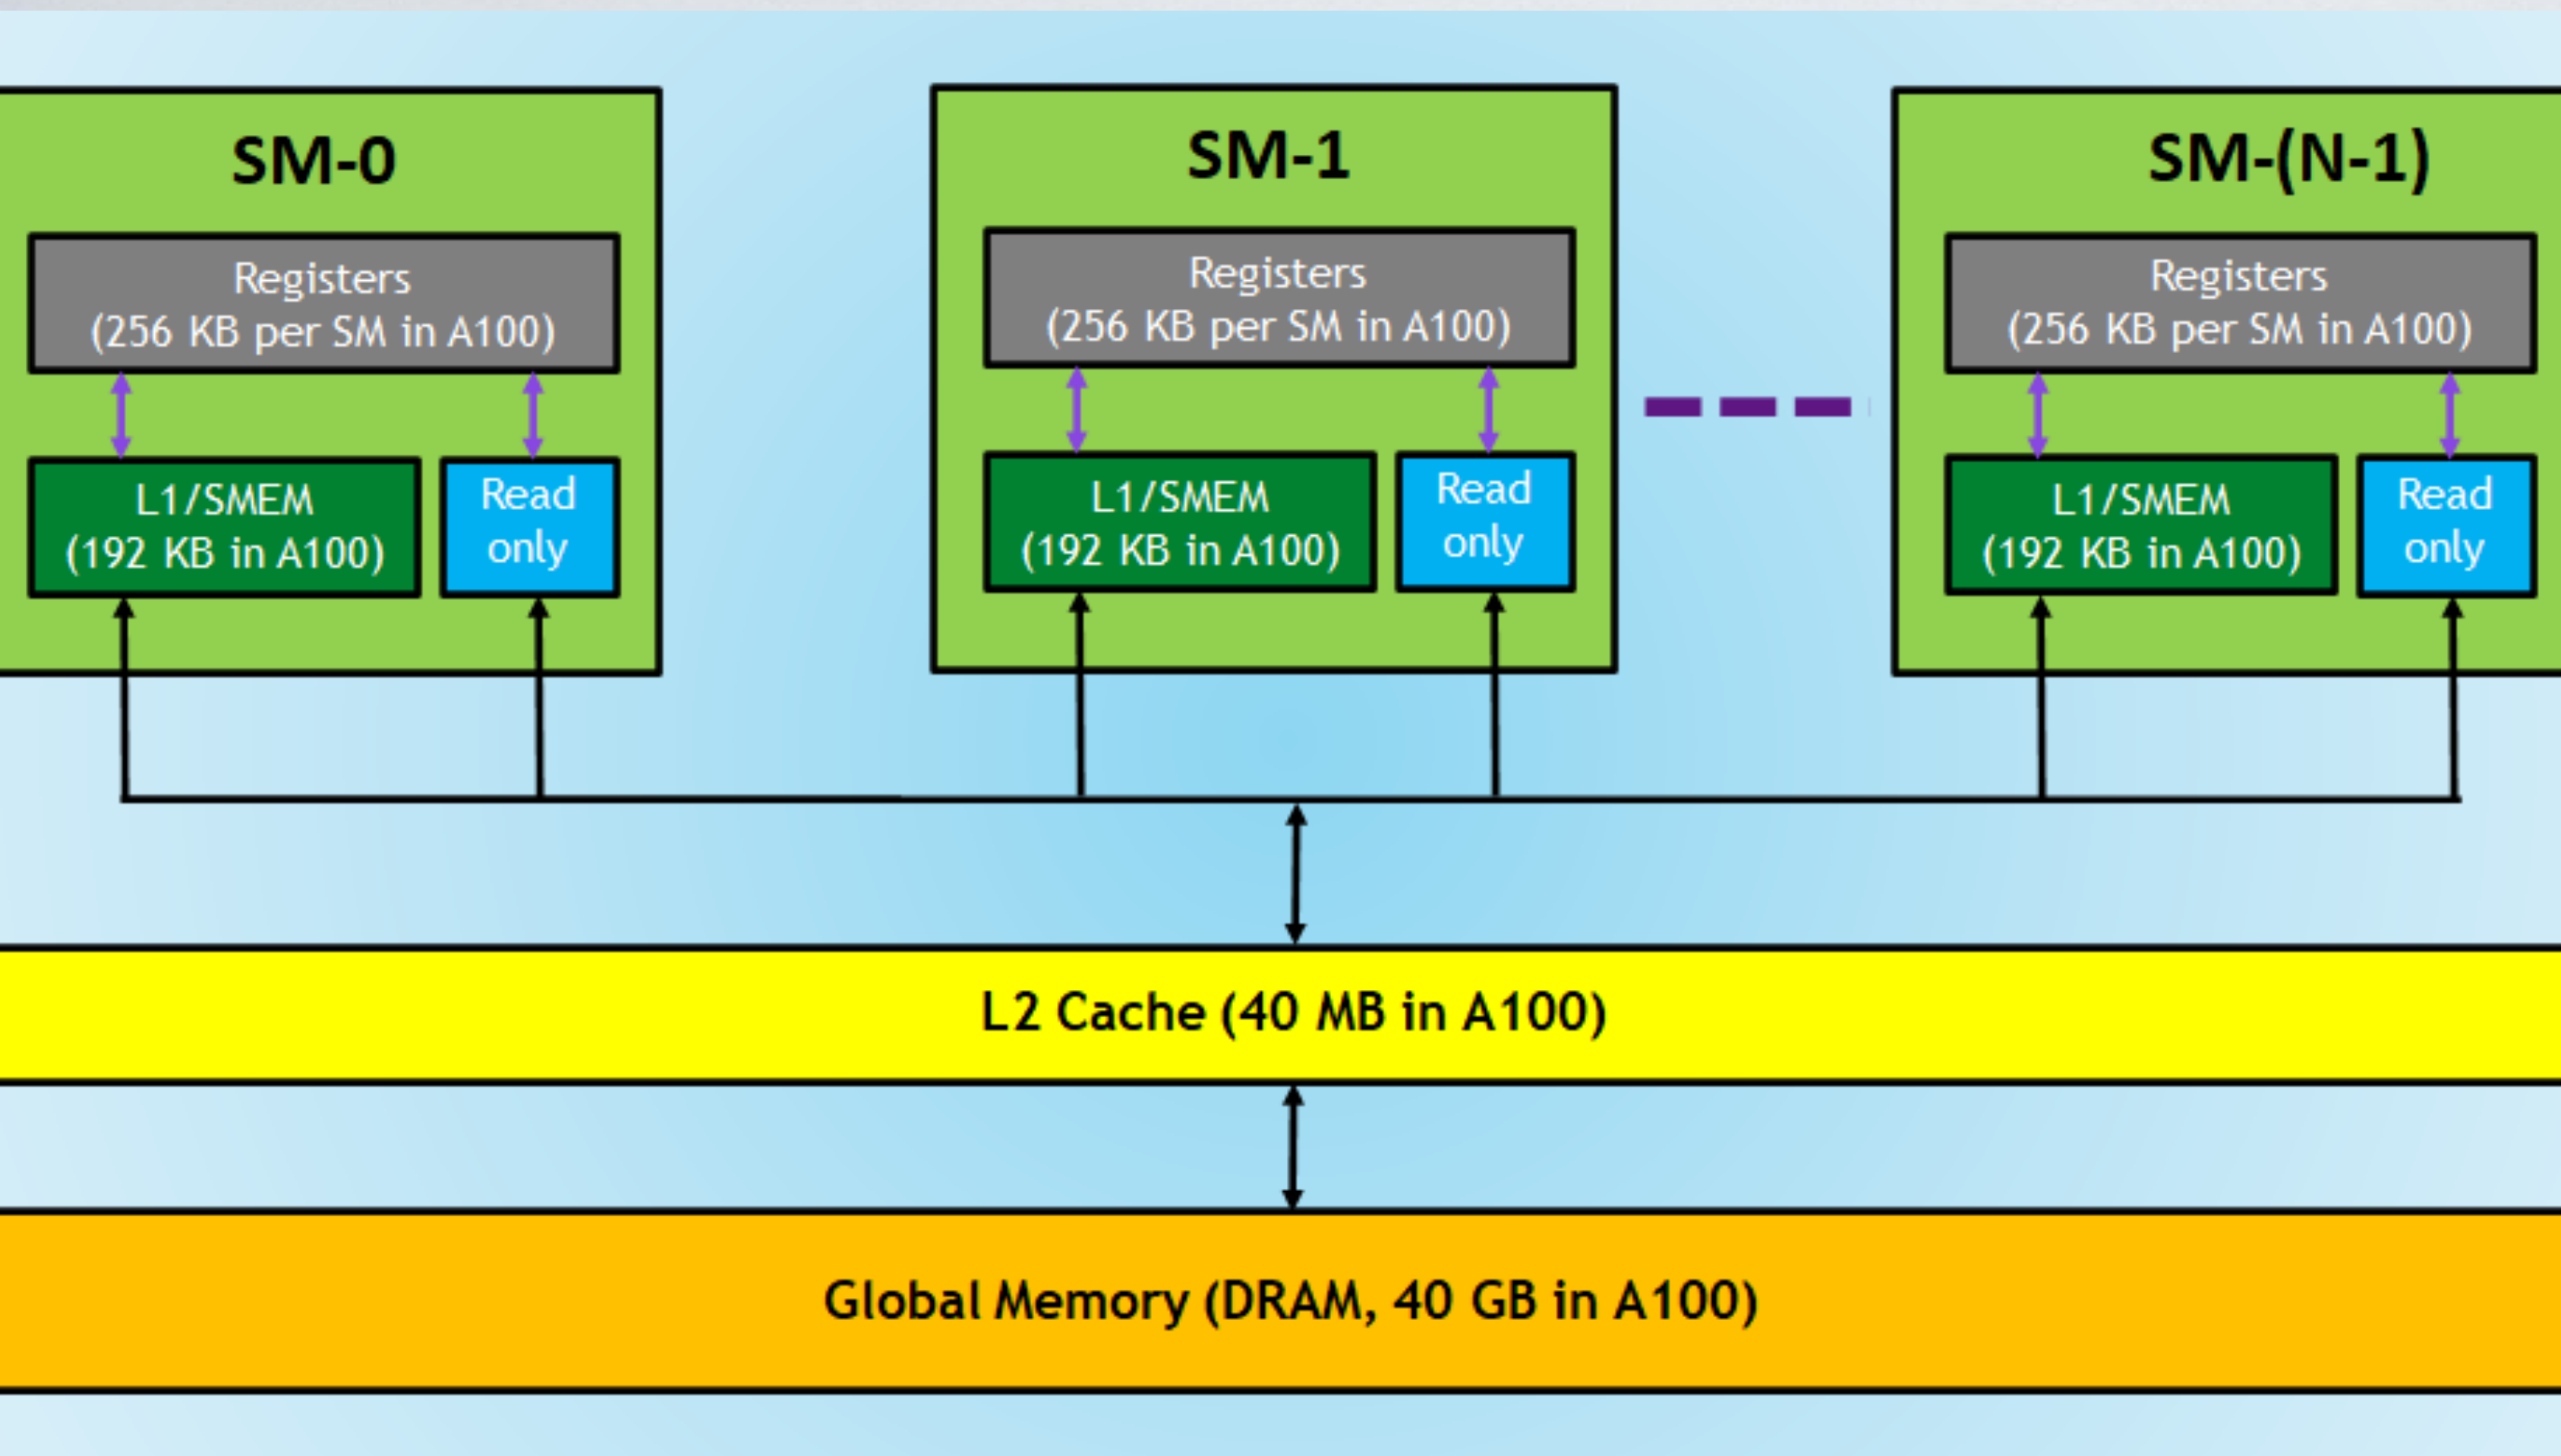 SM-0
Registers
(256 KB per SM in A100)
L1/SMEM
(192 KB in A100)
Read
only
SM-1
Registers
(256 KB per SM in A100)
L1/SMEM
(192 KB in A100)
Read
only
SM-(N-1)
Registers
(256 KB per SM in A100)
L1/SMEM
(192 KB in A100)
Read
only
L2 Cache (40 MB in A100)
Global Memory (DRAM, 40 GB in A100)